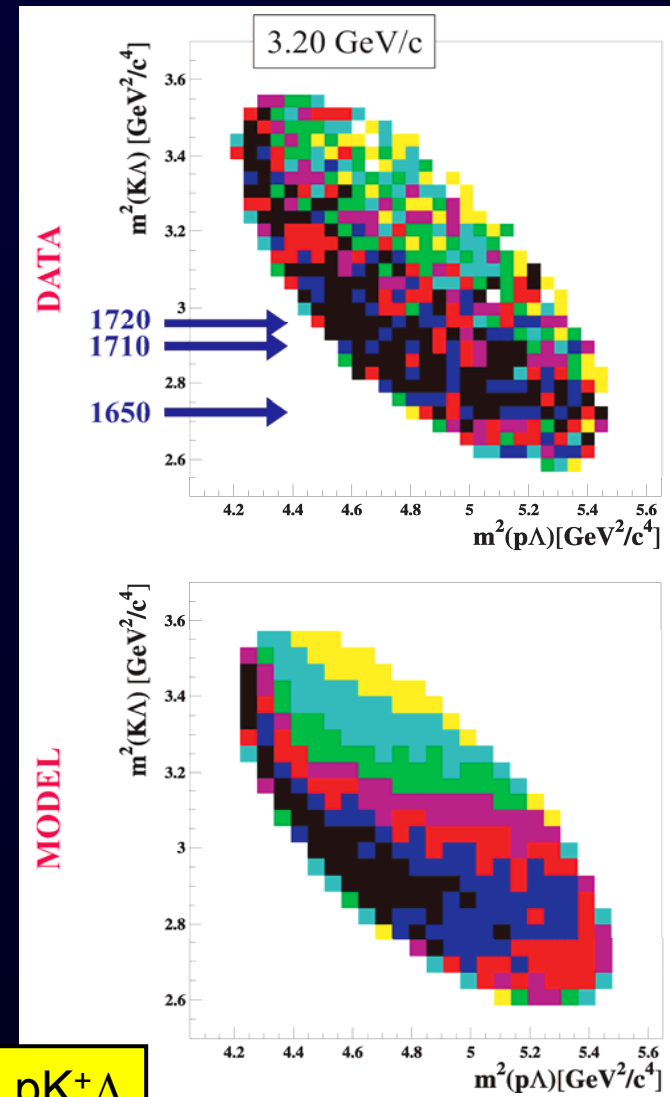 3.20 GeV/c
m²(KΛ) [GeV²/c⁴]
DATA
3.6
3.4
3.2
3
2.8
2.6
1720
1710
1650
4.2 4.4 4.6 4.8 5 5.2 5.4 5.6
m²(pΛ)[GeV²/c⁴]
m²(KΛ) [GeV²/c⁴]
MODEL
3.6
3.4
3.2
3
2.8
2.6
4.2 4.4 4.6 4.8 5 5.2 5.4 5.6
m²(pΛ)[GeV²/c⁴]
pK⁺Λ